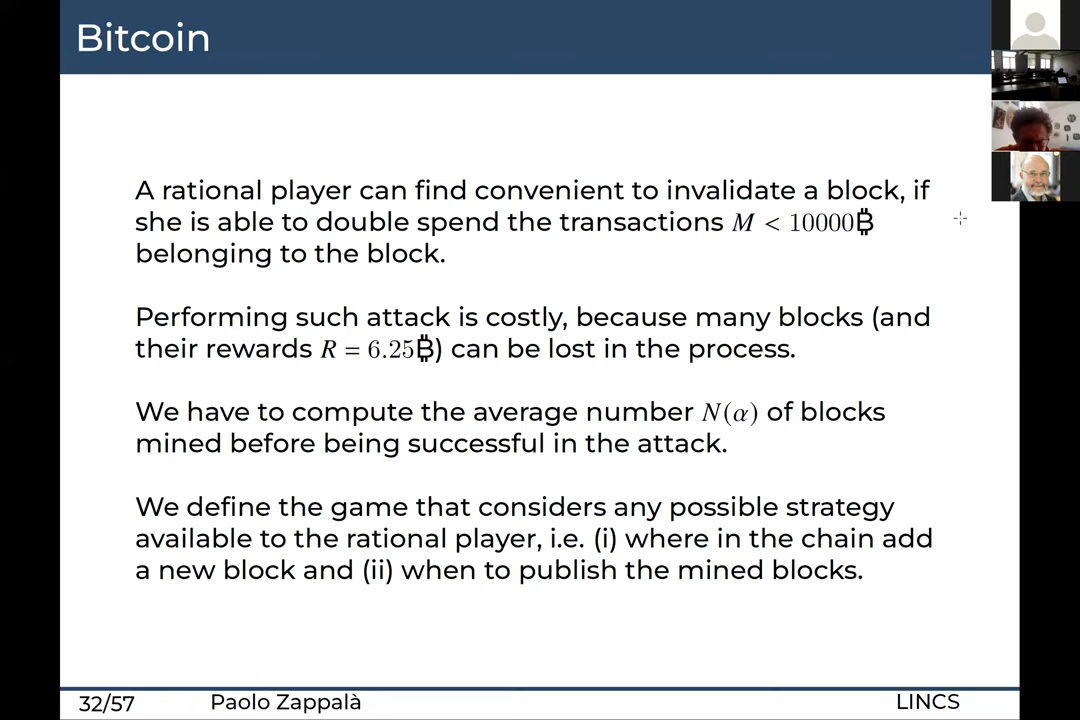 Bitcoin
A rational player can find convenient to invalidate a block, if
she is able to double spend the transactions M < 10000₿
belonging to the block.
Performing such attack is costly, because many blocks (and
their rewards R = 6.25₿) can be lost in the process.
We have to compute the average number N(α) of blocks
mined before being successful in the attack.
We define the game that considers any possible strategy
available to the rational player, i.e. (i) where in the chain add
a new block and (ii) when to publish the mined blocks.
32/57 Paolo Zappalà LINCS